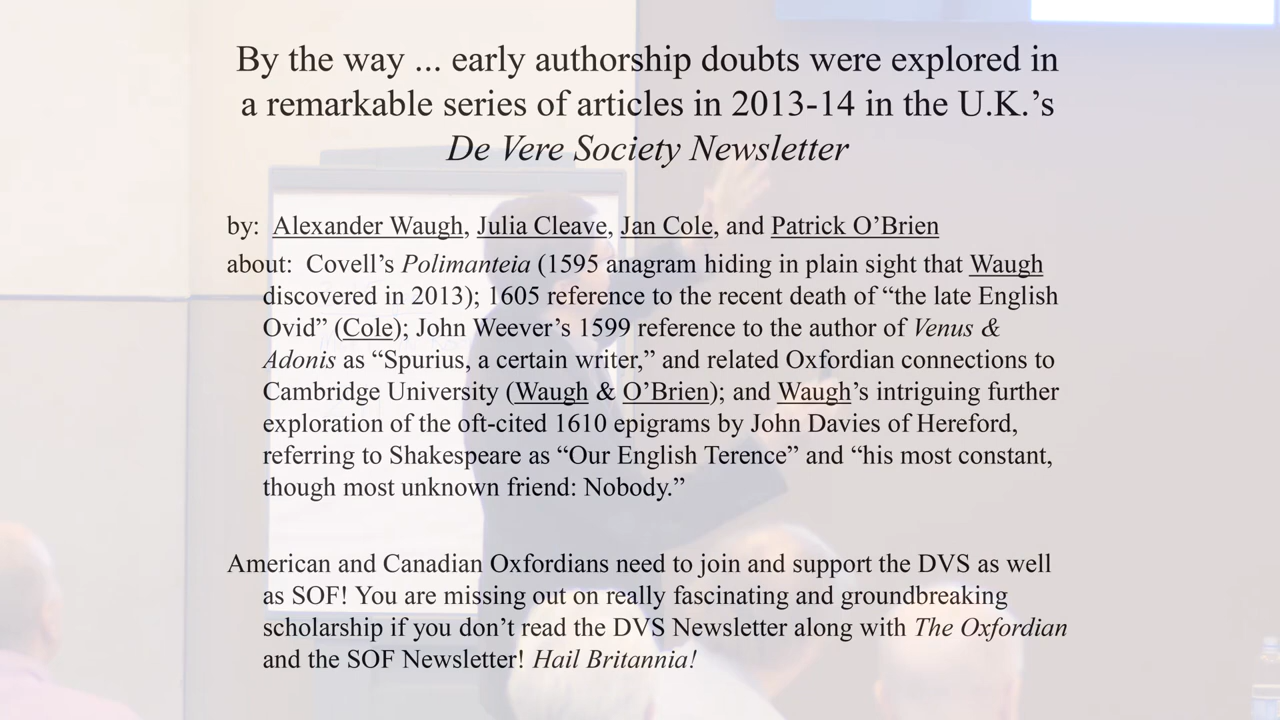 By the way ... early authorship doubts were explored in
a remarkable series of articles in 2013-14 in the U.K.’s
De Vere Society Newsletter
by: Alexander Waugh, Julia Cleave, Jan Cole, and Patrick O’Brien
about: Covell’s Polimanteia (1595 anagram hiding in plain sight that Waugh
discovered in 2013); 1605 reference to the recent death of “the late English
Ovid” (Cole); John Weever’s 1599 reference to the author of Venus &
Adonis as “Spurius, a certain writer,” and related Oxfordian connections to
Cambridge University (Waugh & O’Brien); and Waugh’s intriguing further
exploration of the oft-cited 1610 epigrams by John Davies of Hereford,
referring to Shakespeare as “Our English Terence” and “his most constant,
though most unknown friend: Nobody.”
American and Canadian Oxfordians need to join and support the DVS as well
as SOF! You are missing out on really fascinating and groundbreaking
scholarship if you don’t read the DVS Newsletter along with The Oxfordian
and the SOF Newsletter! Hail Britannia!